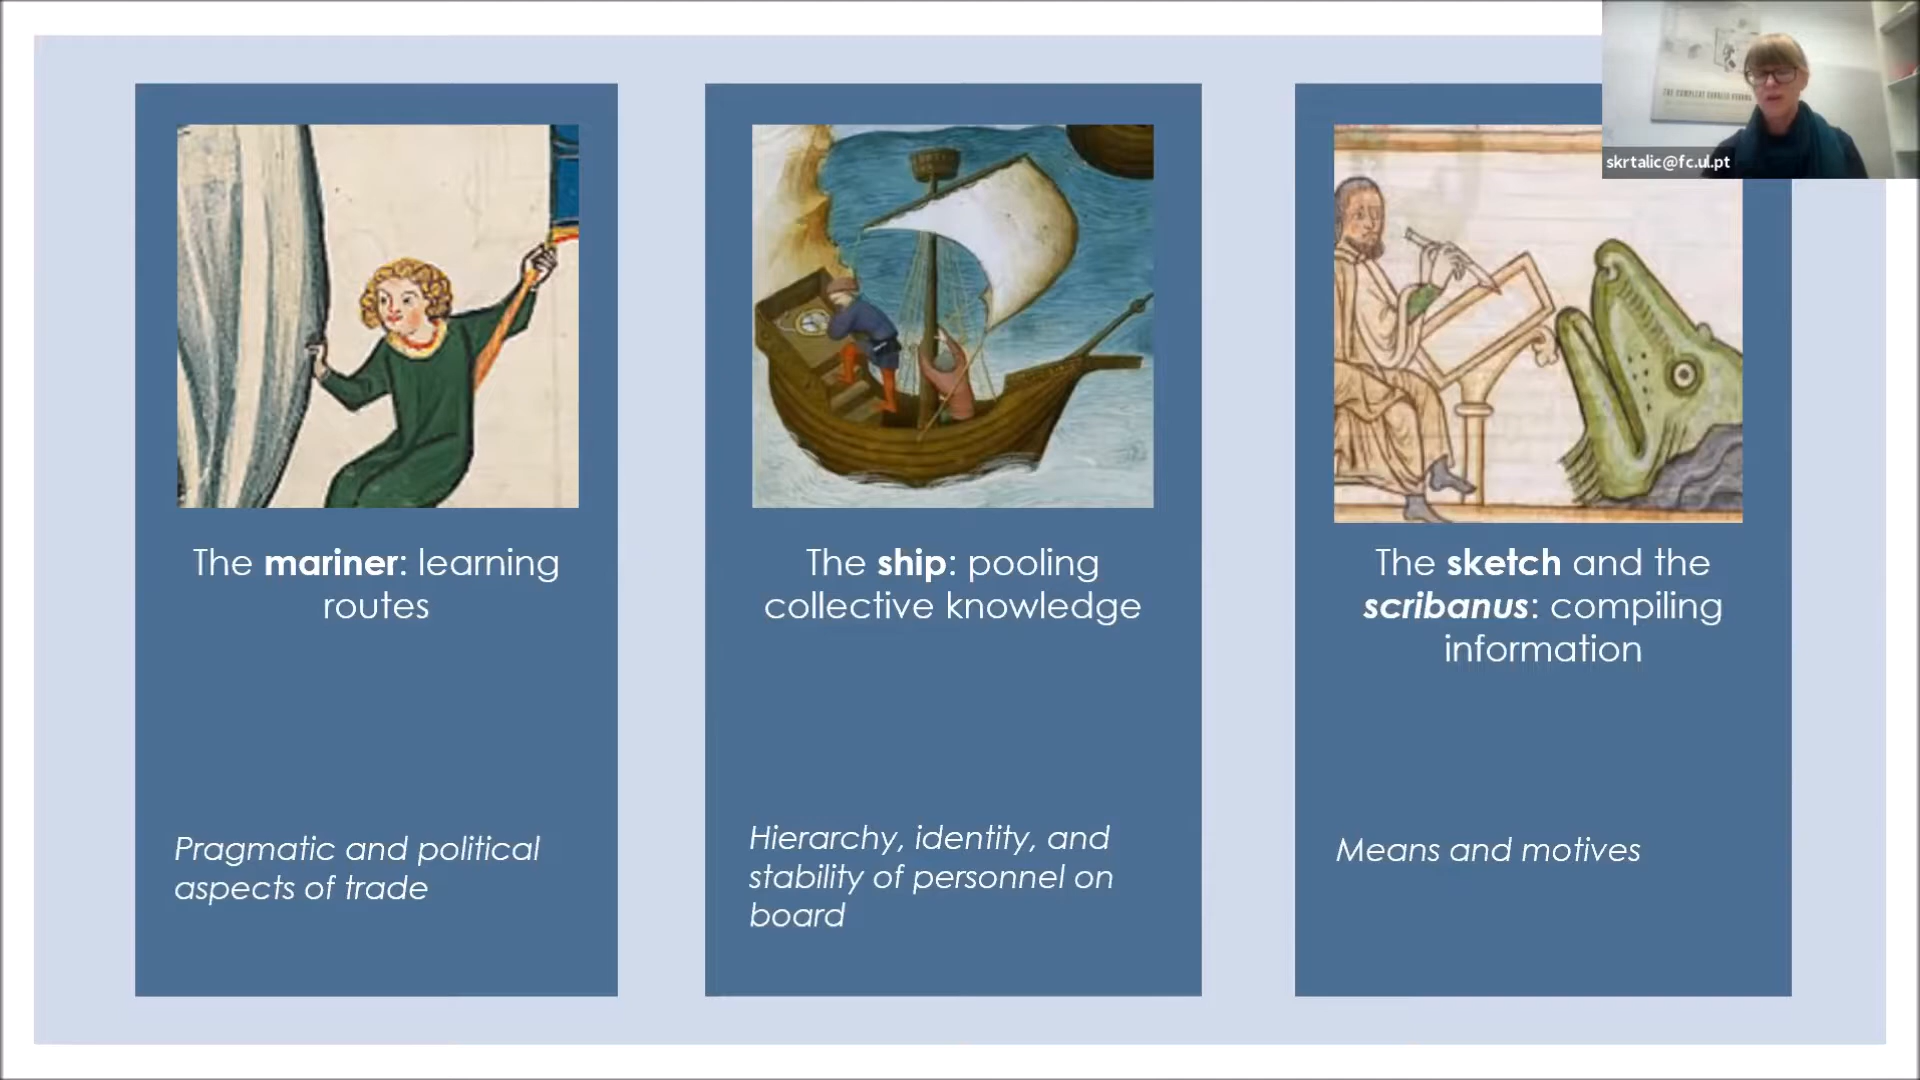 skrtalic@fc.ul.pt
The mariner: learning
routes
Pragmatic and political
aspects of trade
The ship: pooling
collective knowledge
Hierarchy, identity, and
stability of personnel on
board
The sketch and the
scribanus: compiling
information
Means and motives